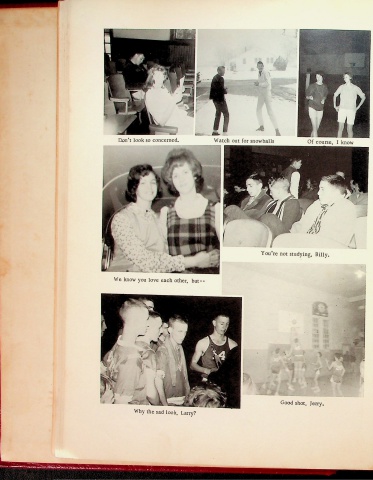 Don't look so concerned.
Watch out for snowballs
Of course, I know
We know you love each other, but--
You're not studying, Billy.
Why the sad look, Larry?
Good shot, Jerry.